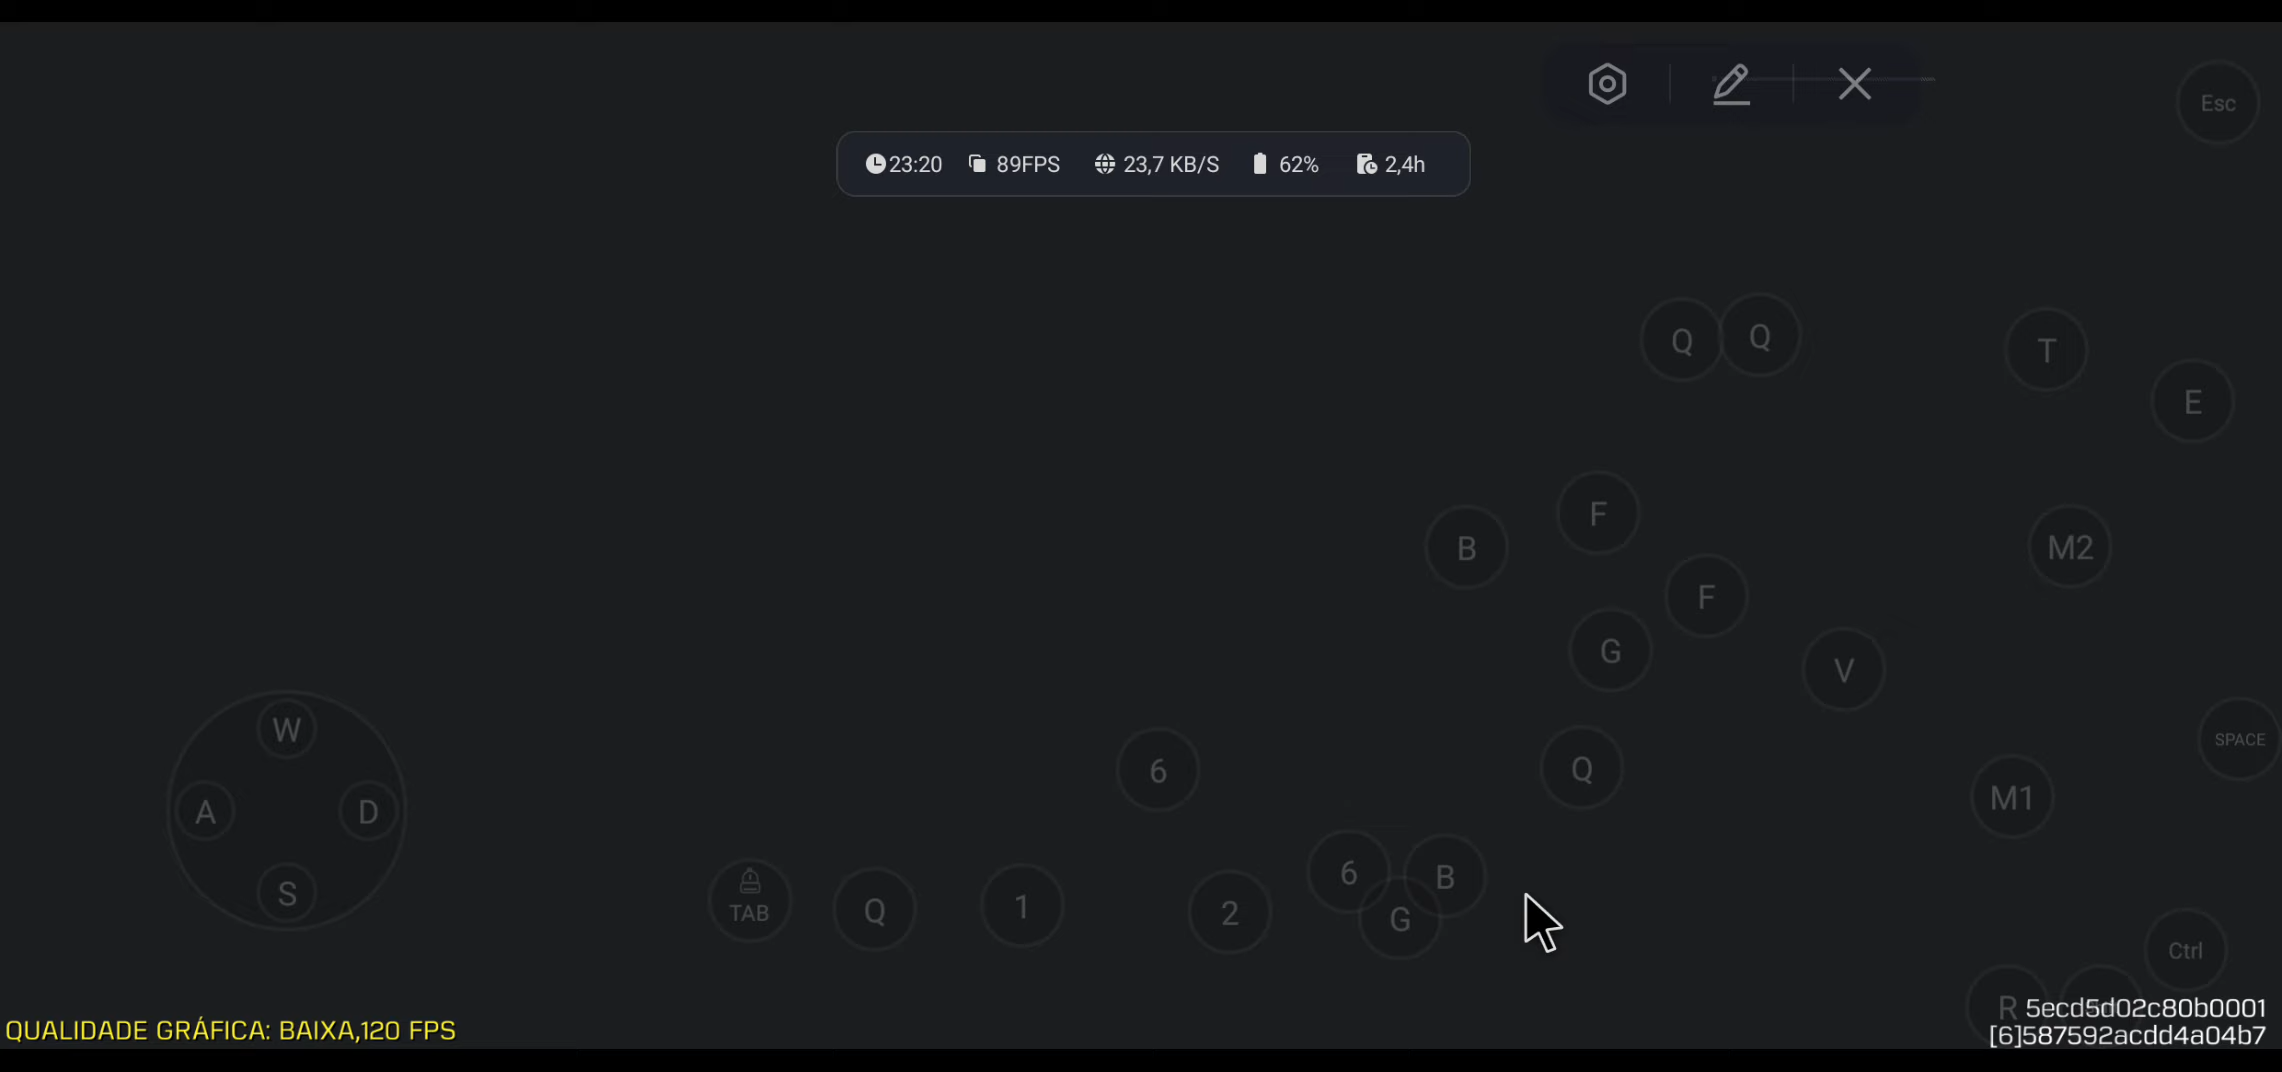 Esc
23:20 89FPS 23,7 KB/S 62% 2,4h
Q Q
T
E
F
B
M2
F
G
V
W
SPACE
6
Q
M1
A D
6 B
S
TAB
Q 1 2 G
Ctrl
R
5ecd5d02c80b0001
QUALIDADE GRÁFICA: BAIXA,120 FPS
[6]587592acdd4a04b7